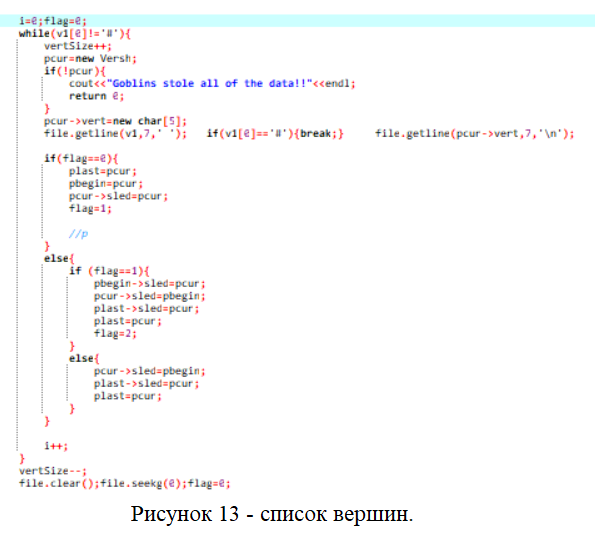 i=0;flag=0;
while(v1[0]!='#'){
vertSize++;
pcur=new Versh;
if(!pcur){
cout<<"Goblins stole all of the data!!"<<endl;
return 0;
}
pcur->vert=new char[5];
file.getline(v1,7,' '); if(v1[0]=='#'){break;} file.getline(pcur->vert,7,'\n');
if(flag==0){
plast=pcur;
pbegin=pcur;
pcur->sled=pcur;
flag=1;
//p
}
else{
if (flag==1){
pbegin->sled=pcur;
pcur->sled=pbegin;
plast->sled=pcur;
plast=pcur;
flag=2;
}
else{
pcur->sled=pbegin;
plast->sled=pcur;
plast=pcur;
}
}
i++;
}
vertSize--;
file.clear();file.seekg(0);flag=0;
Рисунок 13 - список вершин.